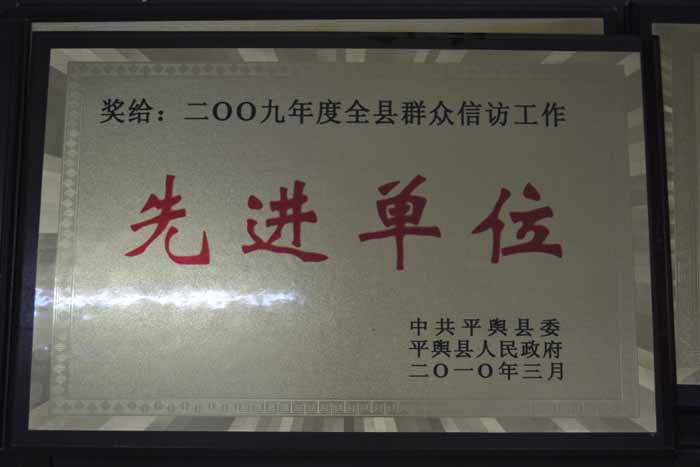 奖给：二OO九年度全县群众信访工作
先进单位
中共平舆县委
平舆县人民政府
二O一O年三月